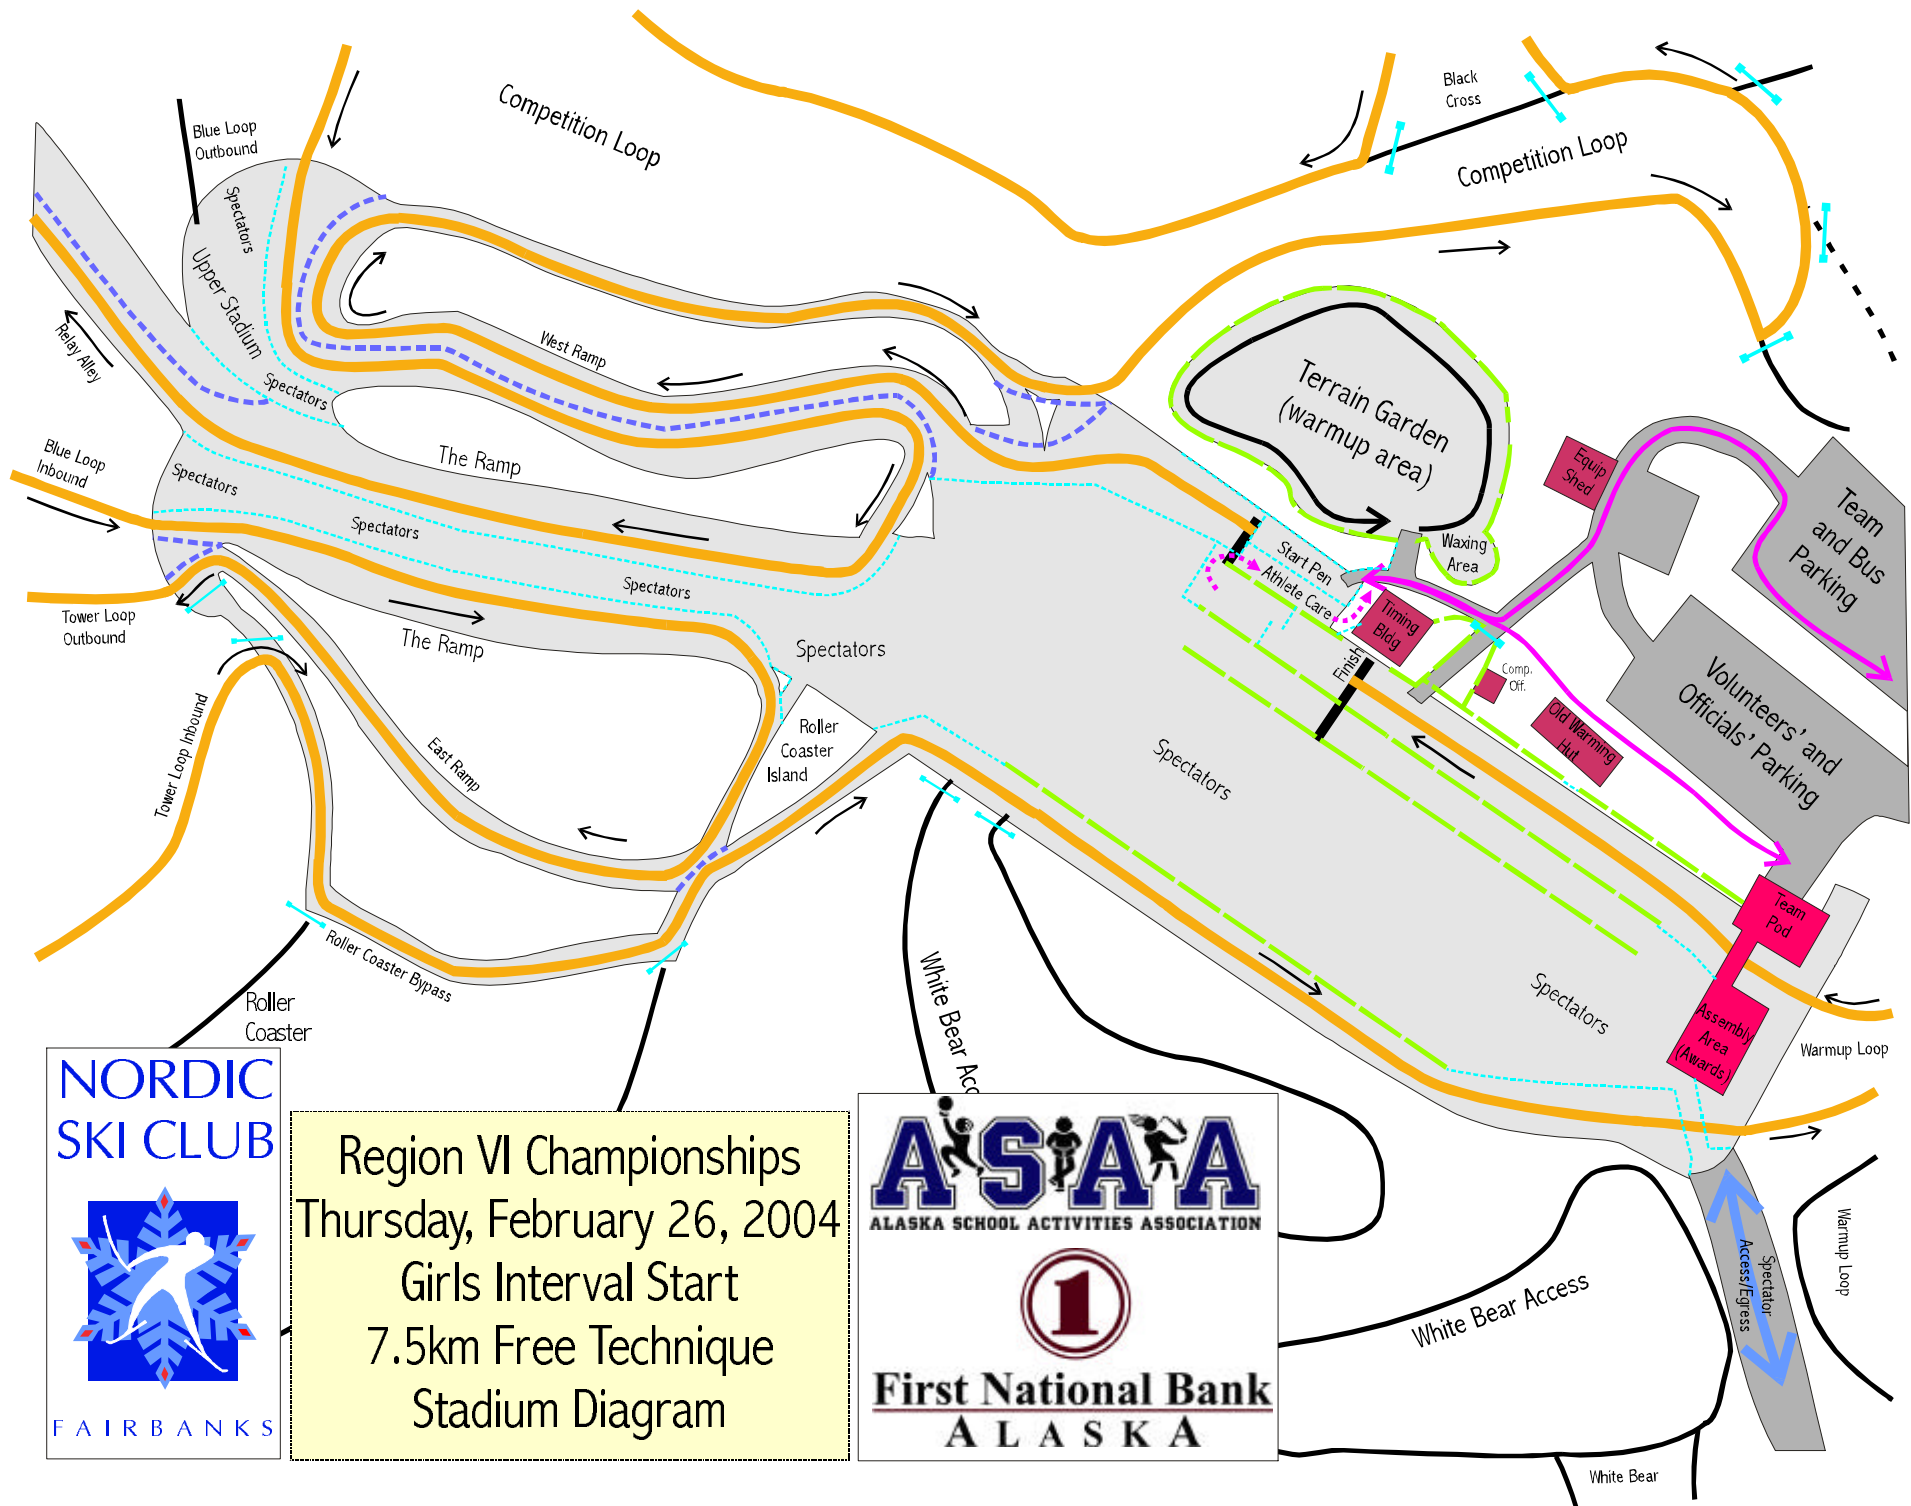 Competition Loop
Black
Cross
Competition Loop
Blue Loop
Outbound
Spectators
Upper Stadium
Relay Alley
Spectators
West Ramp
Terrain Garden
(warmup area)
Equip
Shed
Team
and Bus
Parking
Blue Loop
Inbound
Spectators
The Ramp
Spectators
Waxing
Area
Start Pen
Athlete Care
Spectators
Timing
Bldg
Tower Loop
Outbound
The Ramp
Spectators
Finish
Comp.
Off.
Volunteers' and
Officials' Parking
Old Warming
Hut
Tower Loop Inbound
East Ramp
Roller
Coaster
Island
Spectators
Team
Pod
Roller Coaster Bypass
Roller
Coaster
White Bear Acc
Spectators
Assembly
Area
(Awards)
Warmup Loop
NORDIC
SKI CLUB
FAIRBANKS
Region VI Championships
Thursday, February 26, 2004
Girls Interval Start
7.5km Free Technique
Stadium Diagram
ASAA
ALASKA SCHOOL ACTIVITIES ASSOCIATION
1
First National Bank
ALASKA
White Bear Access
Spectator
Access/Egress
Warmup Loop
White Bear